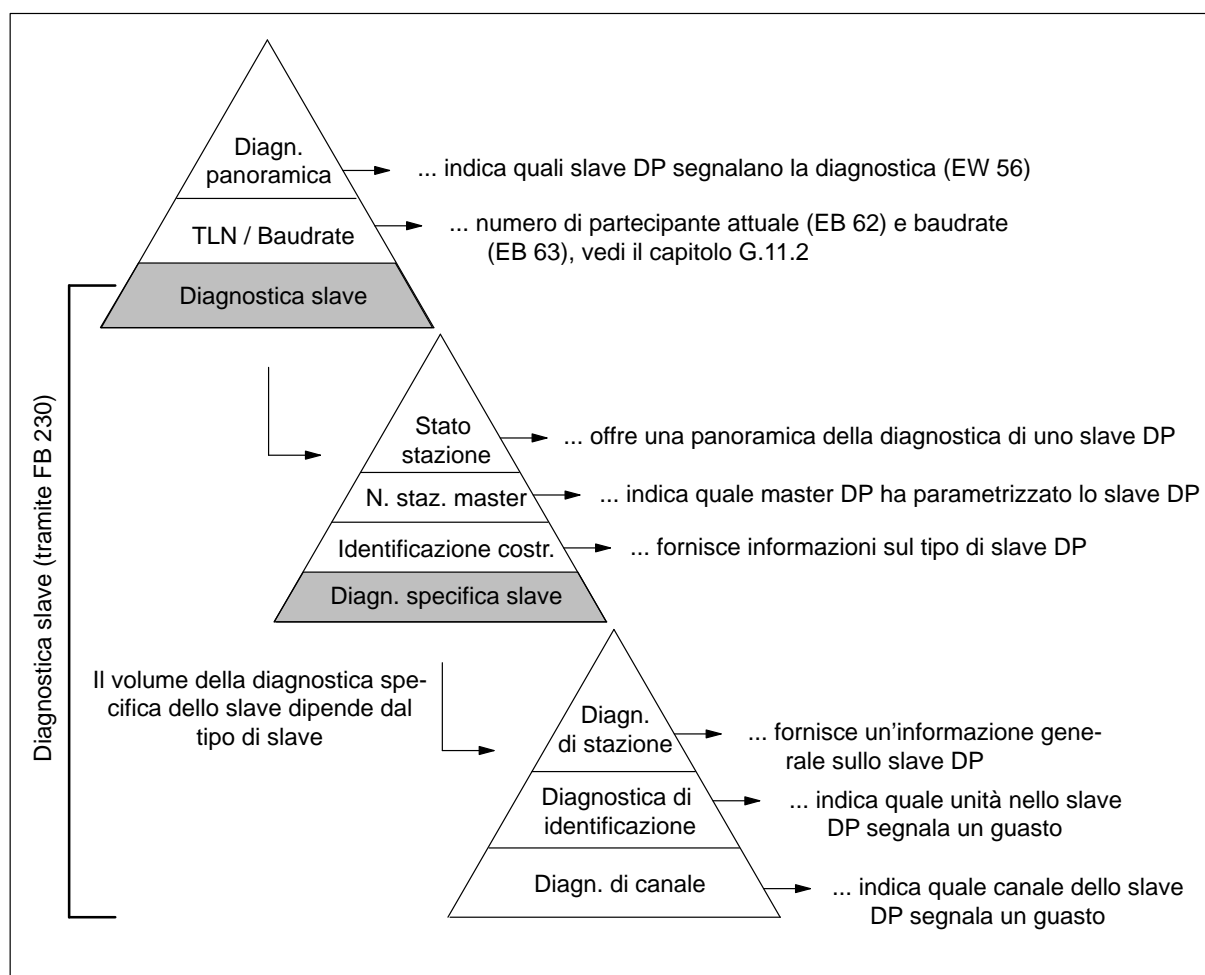 Diagn.
panoramica
... indica quali slave DP segnalano la diagnostica (EW 56)
TLN / Baudrate
... numero di partecipante attuale (EB 62) e baudrate
(EB 63), vedi il capitolo G.11.2
Diagnostica slave
Diagnostica slave (tramite FB 230)
Stato
stazione
... offre una panoramica della diagnostica di uno slave DP
N. staz. master
... indica quale master DP ha parametrizzato lo slave DP
Identificazione costr.
... fornisce informazioni sul tipo di slave DP
Diagn. specifica slave
Il volume della diagnostica spe-
cifica dello slave dipende dal
tipo di slave
Diagn.
di stazione
... fornisce un'informazione gene-
rale sullo slave DP
Diagnostica di
identificazione
... indica quale unità nello slave
DP segnala un guasto
Diagn. di canale
... indica quale canale dello slave
DP segnala un guasto